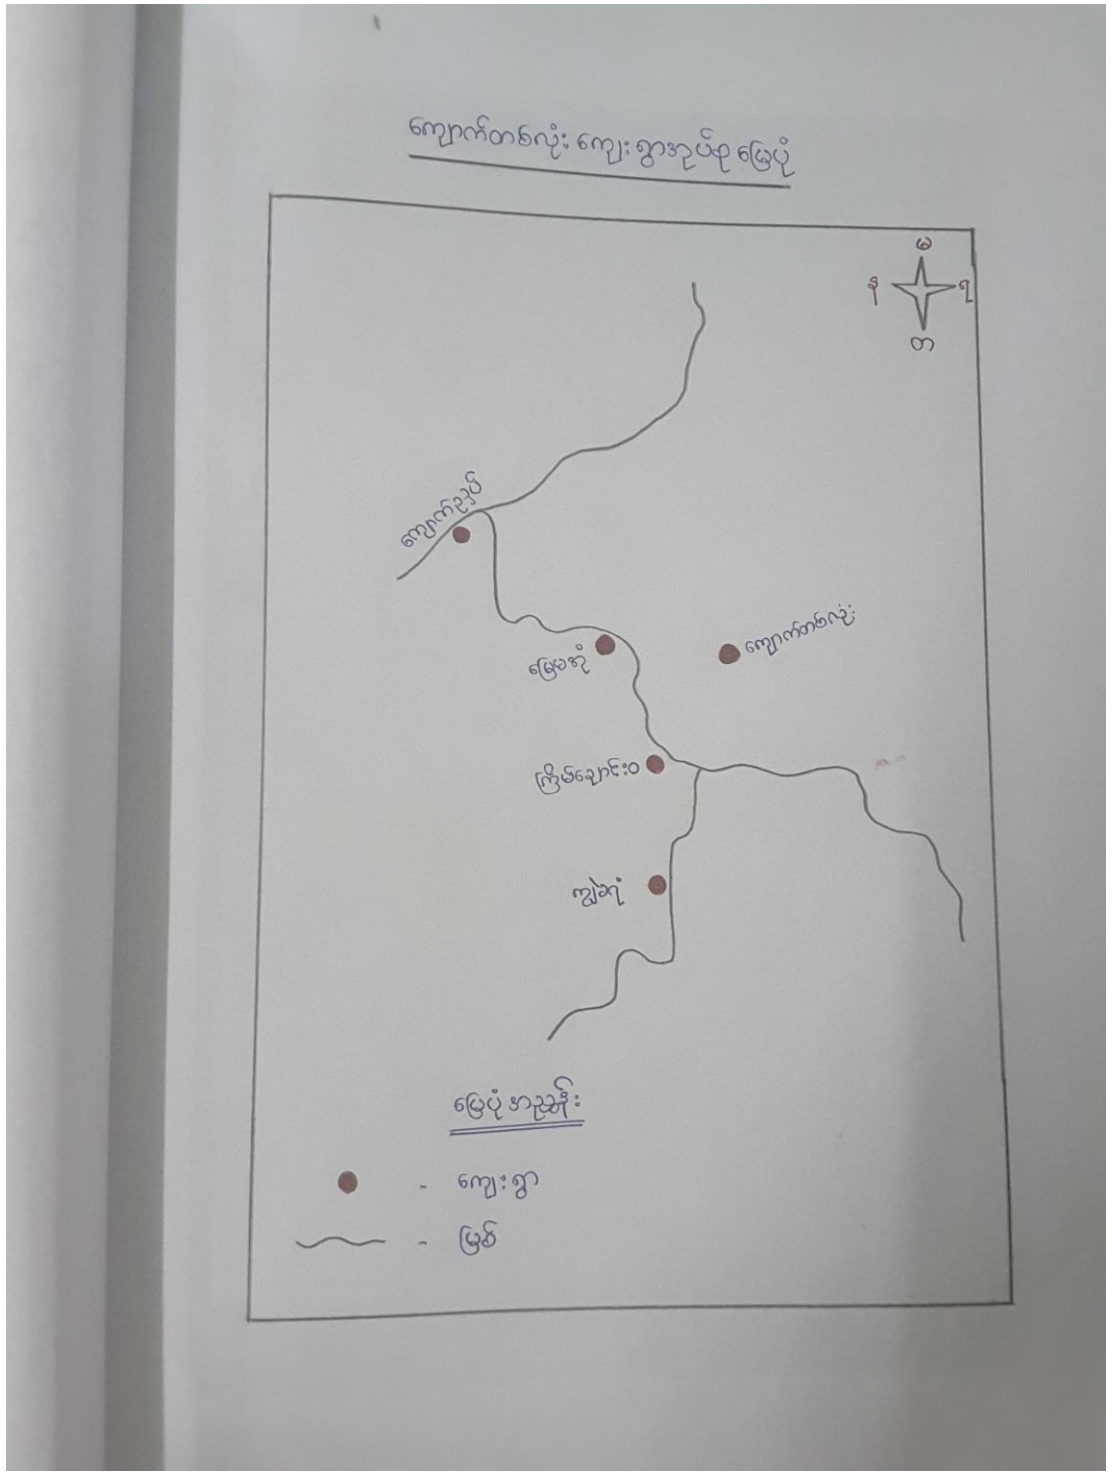 ကျောက်တစ်လုံး ကျေးရွာအုပ်စု မြေပုံ
မ
န
ရ
တ
ကျောက်ညှပ်
ကျောက်တစ်လုံး
မြေမအုံ
ကြိမ်ချောင်းဝ
ကျွဲအုံ
မြေပုံ အညွှန်း
- ကျေးရွာ
- မြစ်